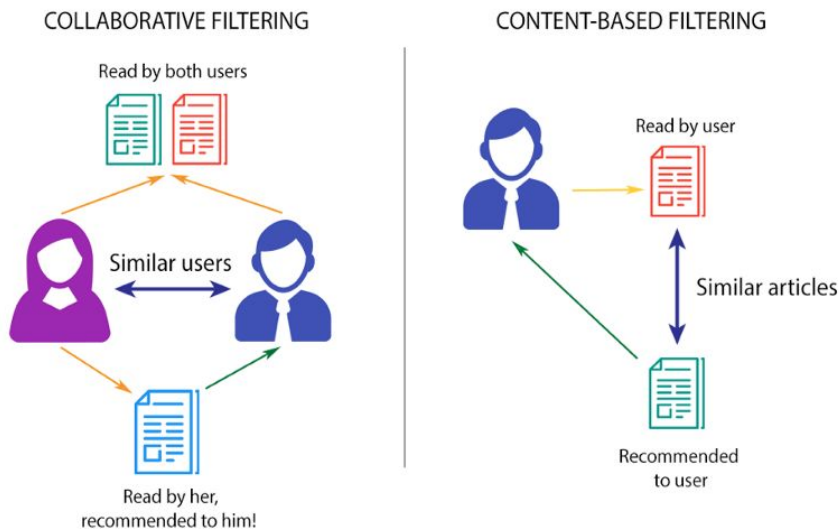 COLLABORATIVE FILTERING
Read by both users
Similar users
Read by her,
recommended to him!
CONTENT-BASED FILTERING
Read by user
Similar articles
Recommended
to user